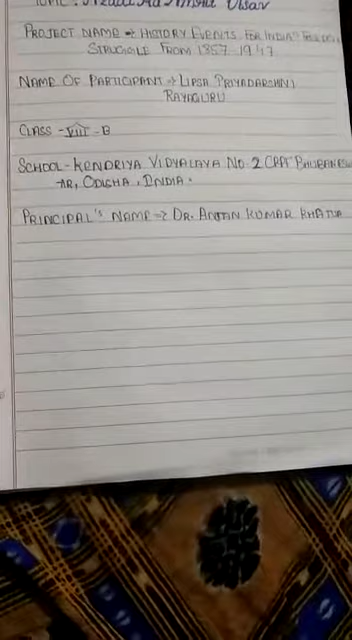 Utsav
PROJECT NAME → HISTORY EVENTS FOR INDIA'S
STRUGGLE FROM 1857-1947
NAME OF PARTICIPANT → LIPSA PRIYADARSHINI
RAYAGURU
CLASS - VIII - B
SCHOOL - KENDRIYA VIDYALAYA NO. 2 CRPF BHUBANESW
-AR, ODISHA, INDIA.
PRINCIPAL'S NAME → DR. KUMAR